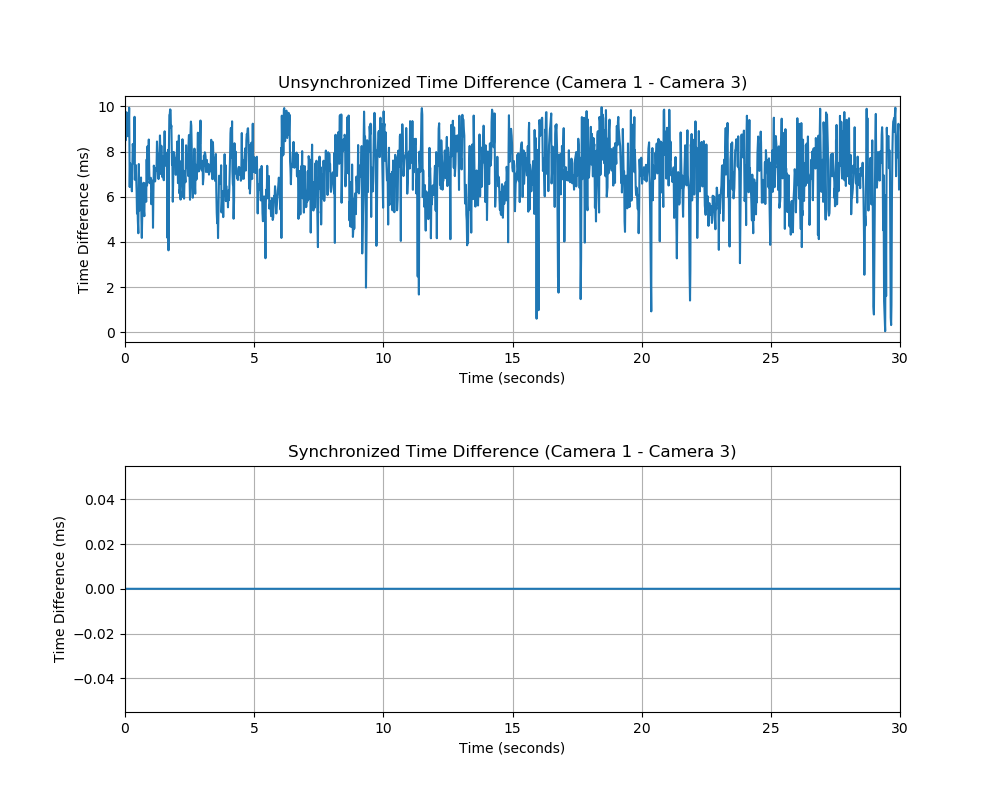 Unsynchronized Time Difference (Camera 1 - Camera 3)
10
8
6
4
2
0
Time Difference (ms)
0 5 10 15 20 25 30
Time (seconds)
Synchronized Time Difference (Camera 1 - Camera 3)
0.04
0.02
0.00
−0.02
−0.04
Time Difference (ms)
0 5 10 15 20 25 30
Time (seconds)